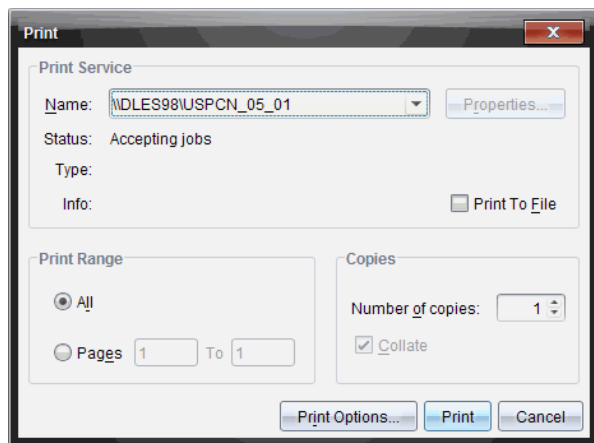 Print
Print Service
Name: \\DLES98\USPCN_05_01 Properties...
Status: Accepting jobs
Type:
Info: Print To File
Print Range
All
Pages 1 To 1
Copies
Number of copies: 1
Collate
Print Options... Print Cancel